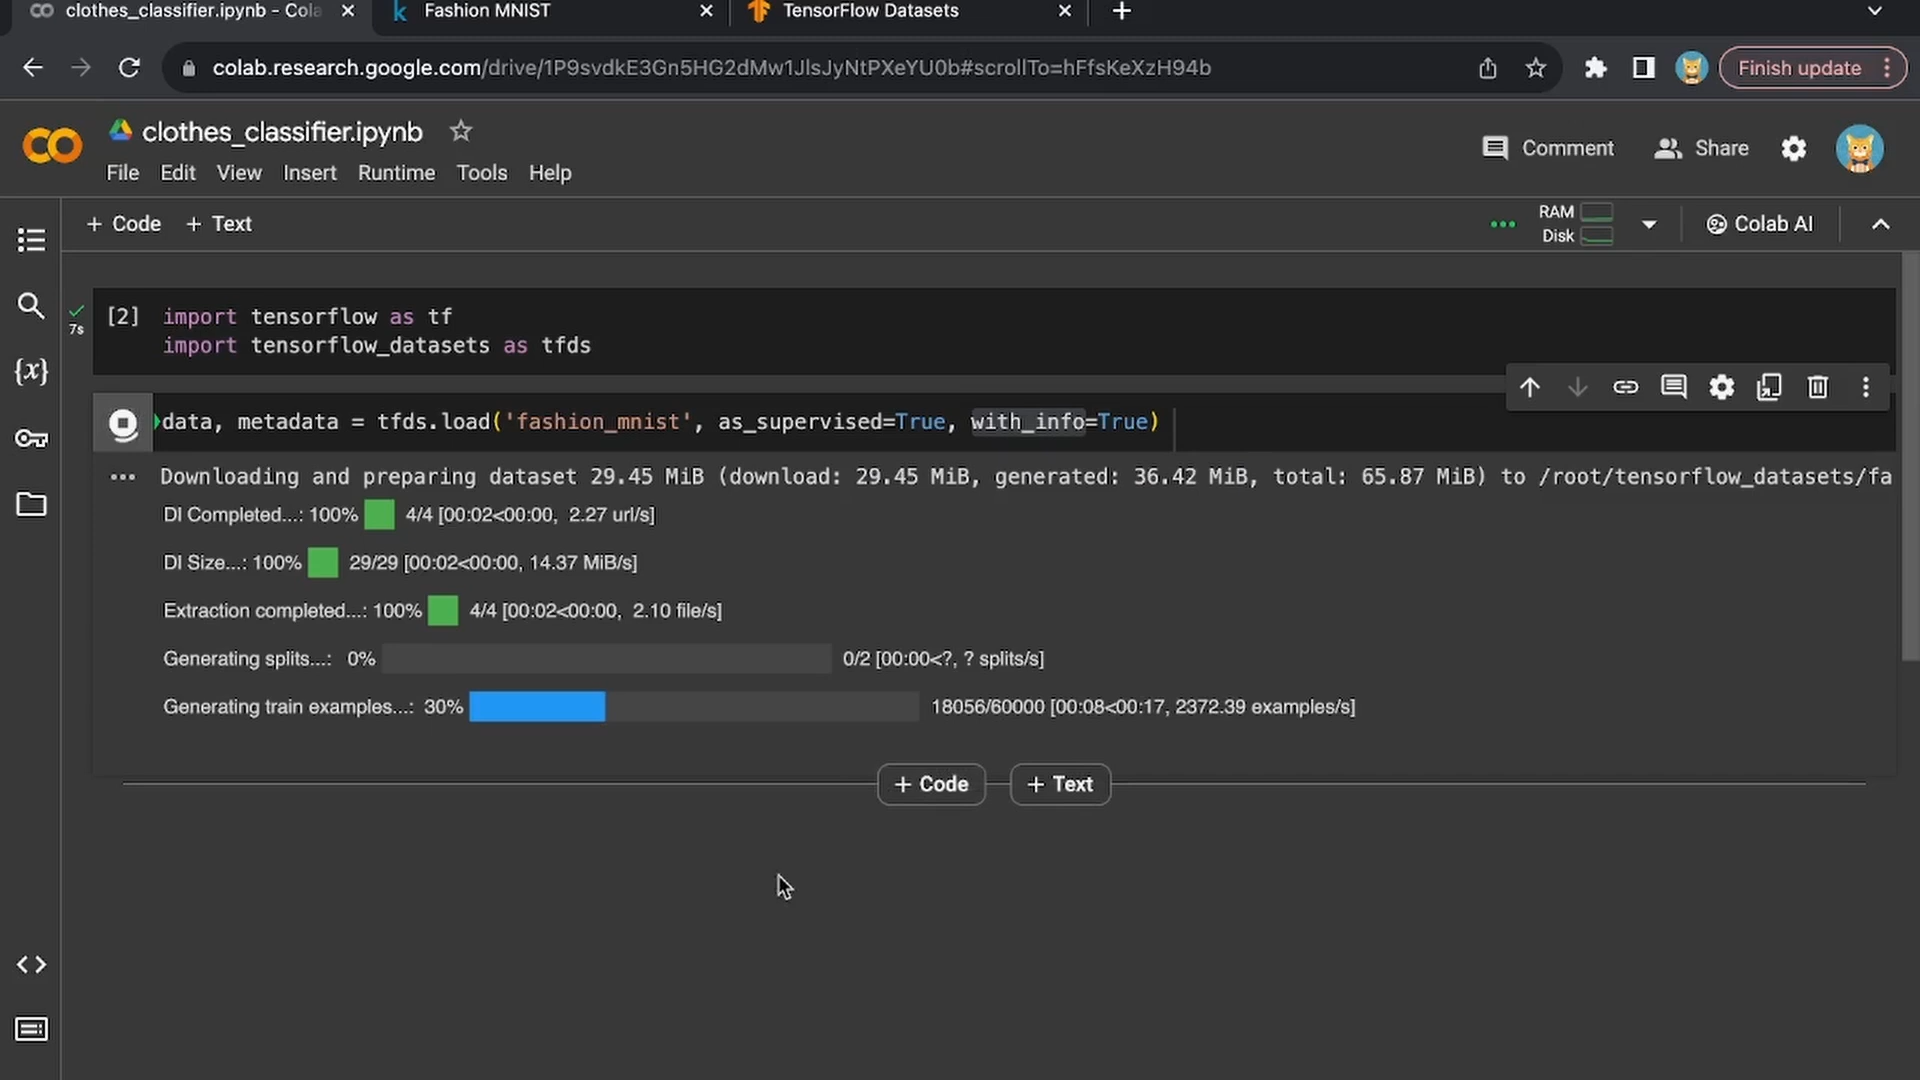 clothes_classifier.ipynb - Cola
Fashion MNIST
TensorFlow Datasets
colab.research.google.com/drive/1P9svdkE3Gn5HG2dMw1JlsJyNtPXeYU0b#scrollTo=hFfsKeXzH94b
Finish update
clothes_classifier.ipynb
Comment
Share
File Edit View Insert Runtime Tools Help
+ Code + Text
RAM
Disk
Colab AI
7s
[2] import tensorflow as tf
import tensorflow_datasets as tfds
data, metadata = tfds.load('fashion_mnist', as_supervised=True, with_info=True)
Downloading and preparing dataset 29.45 MiB (download: 29.45 MiB, generated: 36.42 MiB, total: 65.87 MiB) to /root/tensorflow_datasets/fa
Dl Completed...: 100% 4/4 [00:02<00:00, 2.27 url/s]
Dl Size...: 100% 29/29 [00:02<00:00, 14.37 MiB/s]
Extraction completed...: 100% 4/4 [00:02<00:00, 2.10 file/s]
Generating splits...: 0% 0/2 [00:00<?, ? splits/s]
Generating train examples...: 30% 18056/60000 [00:08<00:17, 2372.39 examples/s]
+ Code + Text